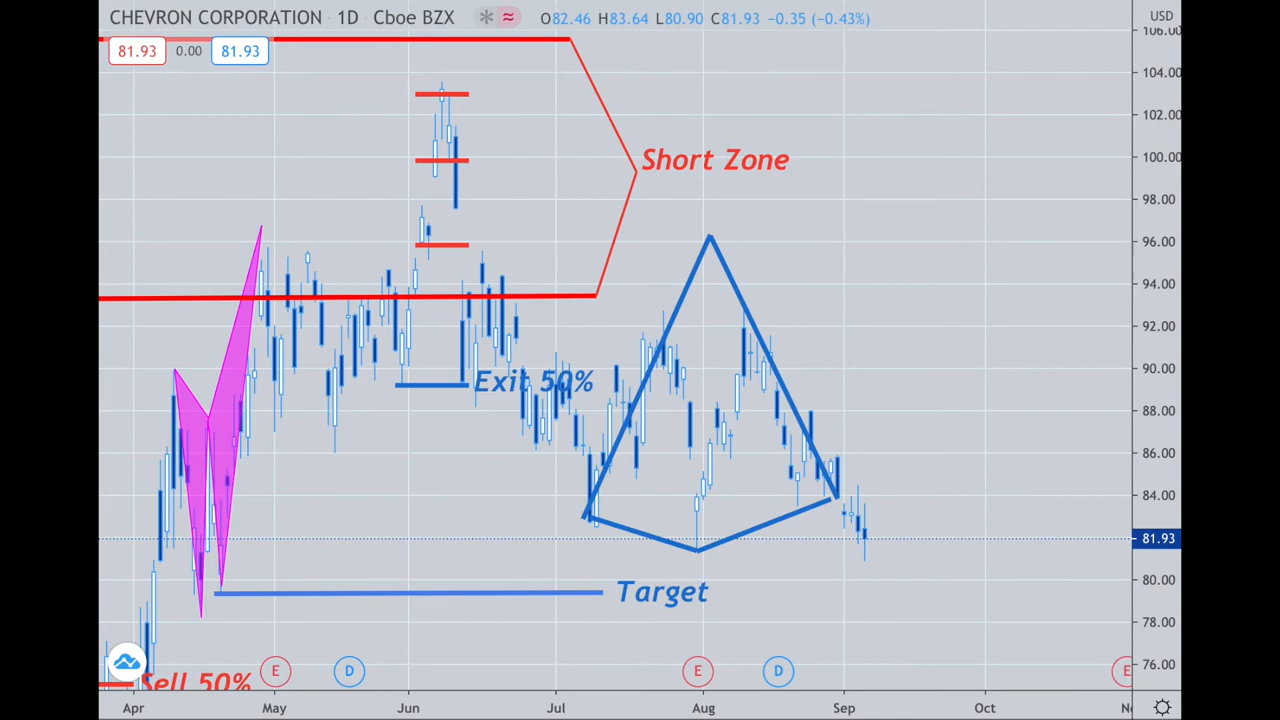 CHEVRON CORPORATION · 1D · Cboe BZX O82.46 H83.64 L80.90 C81.93 −0.35 (−0.43%)
USD
81.93 0.00 81.93
106.00
104.00
102.00
100.00
98.00
96.00
94.00
92.00
90.00
88.00
86.00
84.00
81.93
80.00
78.00
76.00
Short Zone
Exit 50%
Target
E D E D E
Sell 50%
Apr May Jun Jul Aug Sep Oct